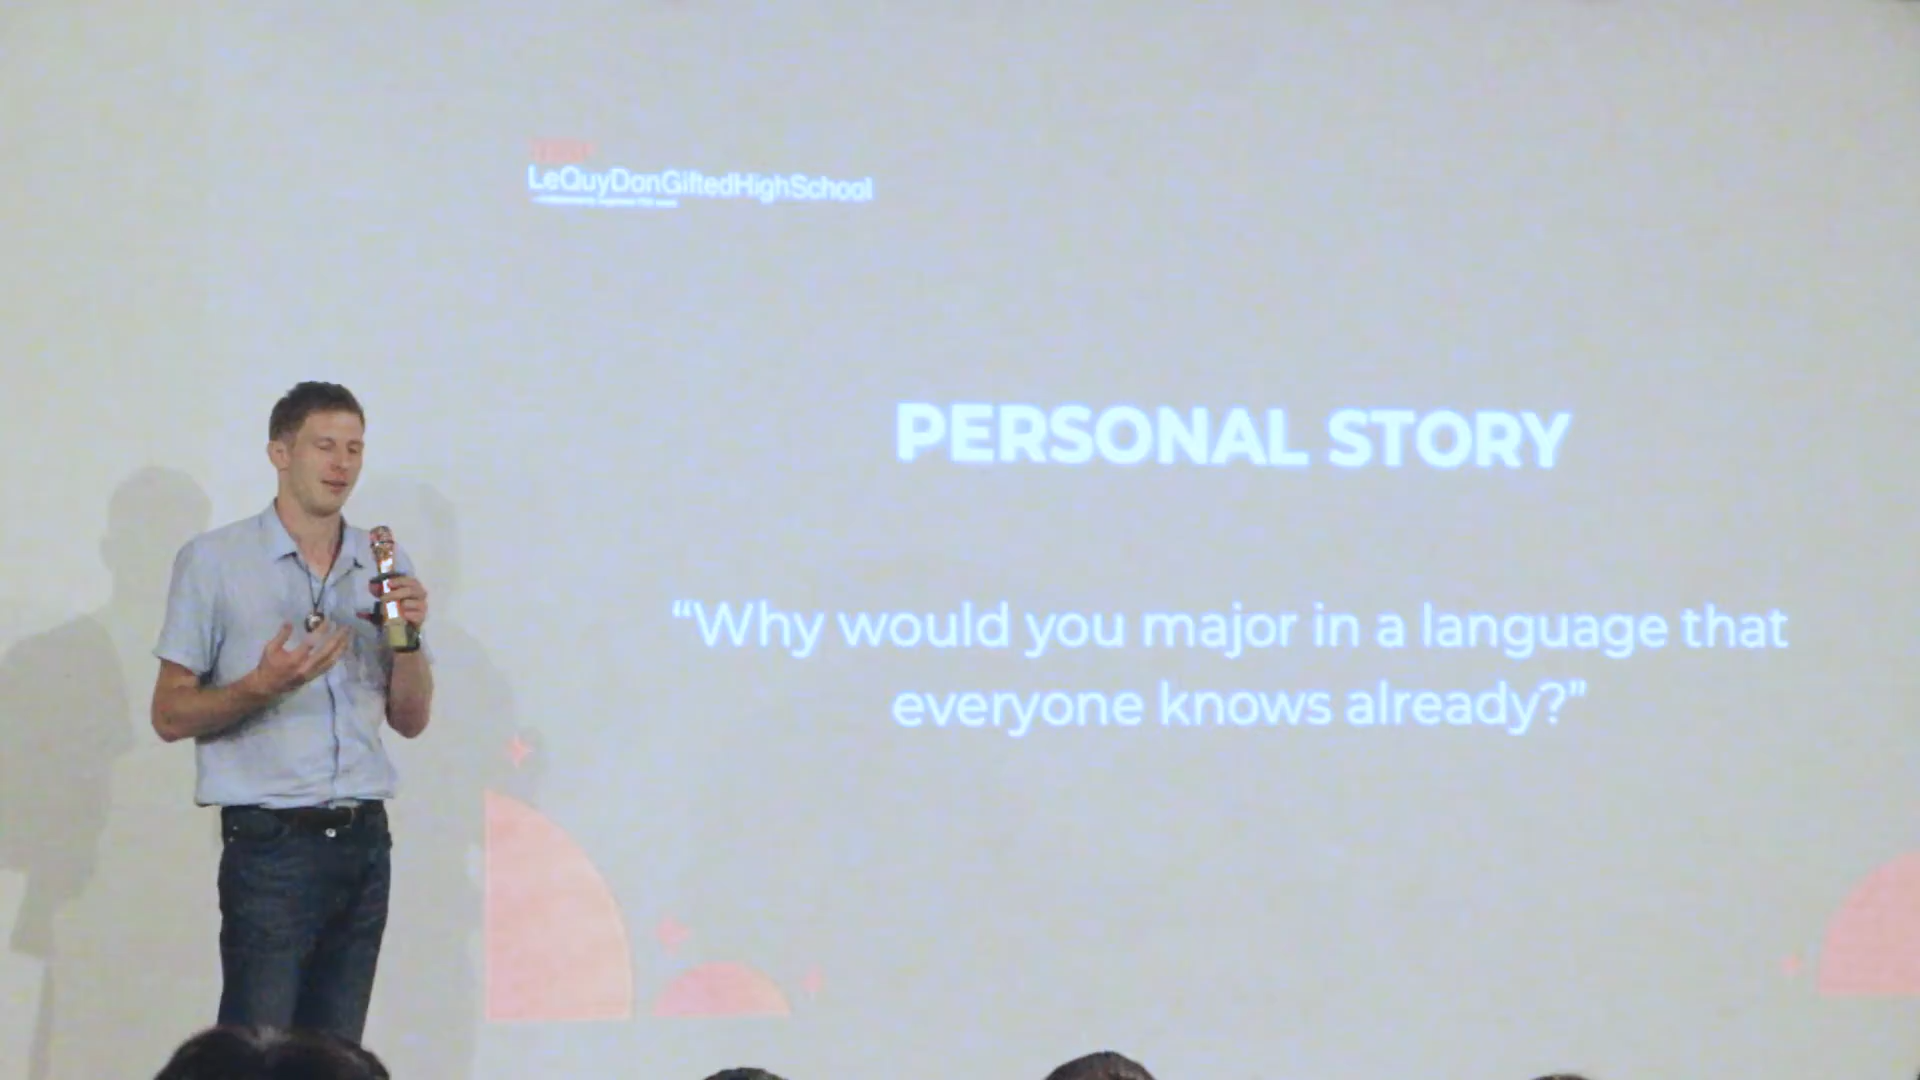 LeQuyDonGiftedHighSchool
PERSONAL STORY
“Why would you major in a language that
everyone knows already?”